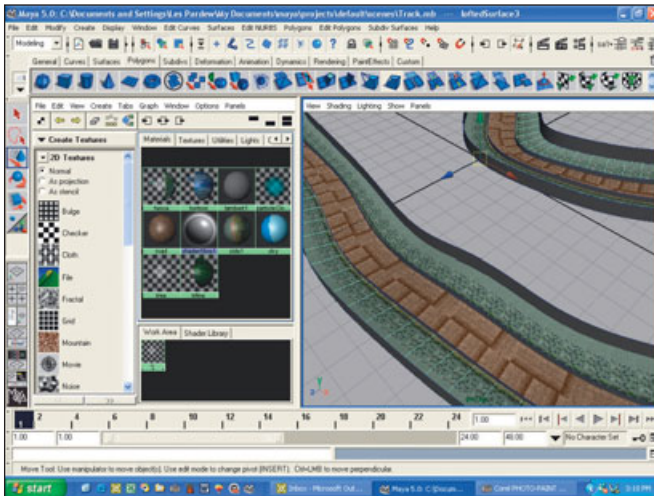 Maya 5.0: C:\Documents and Settings\Les Pardew\My Documents\maya\projects\default\scenes\Track.mb --- loftedSurface3
File Edit Modify Create Display Window Edit Curves Surfaces Edit NURBS Polygons Edit Polygons Subdiv Surfaces Help
Modeling
General Curves Surfaces Polygons Subdivs Deformation Animation Dynamics Rendering PaintEffects Custom
File Edit View Create Tabs Graph Window Options Panels
View Shading Lighting Show Panels
Create Textures
Materials Textures Utilities Lights
2D Textures
Normal
As projection
As stencil
Bulge
Checker
Cloth
File
Fractal
Grid
Mountain
Movie
Noise
Work Area Shader Library
2 4 6 8 10 12 14 16 18 20 22 24
1 1.00
1.00 1.00 24.00 48.00 No Character Set
Move Tool: Use manipulator to move object(s). Use edit mode to change pivot (INSERT). Ctrl+LMB to move perpendicular.
start Inbox - Microsoft Out... Maya 5.0: C:\Docum... Corel PHOTO-PAINT